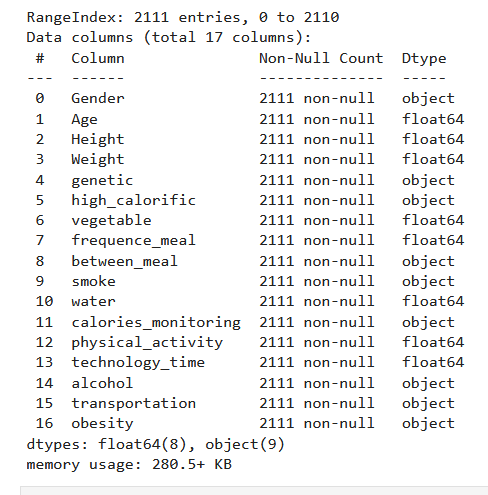 RangeIndex: 2111 entries, 0 to 2110
Data columns (total 17 columns):
 #   Column               Non-Null Count  Dtype
---  ------               --------------  -----
 0   Gender               2111 non-null   object
 1   Age                  2111 non-null   float64
 2   Height               2111 non-null   float64
 3   Weight               2111 non-null   float64
 4   genetic              2111 non-null   object
 5   high_calorific       2111 non-null   object
 6   vegetable            2111 non-null   float64
 7   frequence_meal       2111 non-null   float64
 8   between_meal         2111 non-null   object
 9   smoke                2111 non-null   object
 10  water                2111 non-null   float64
 11  calories_monitoring  2111 non-null   object
 12  physical_activity    2111 non-null   float64
 13  technology_time      2111 non-null   float64
 14  alcohol              2111 non-null   object
 15  transportation       2111 non-null   object
 16  obesity              2111 non-null   object
dtypes: float64(8), object(9)
memory usage: 280.5+ KB